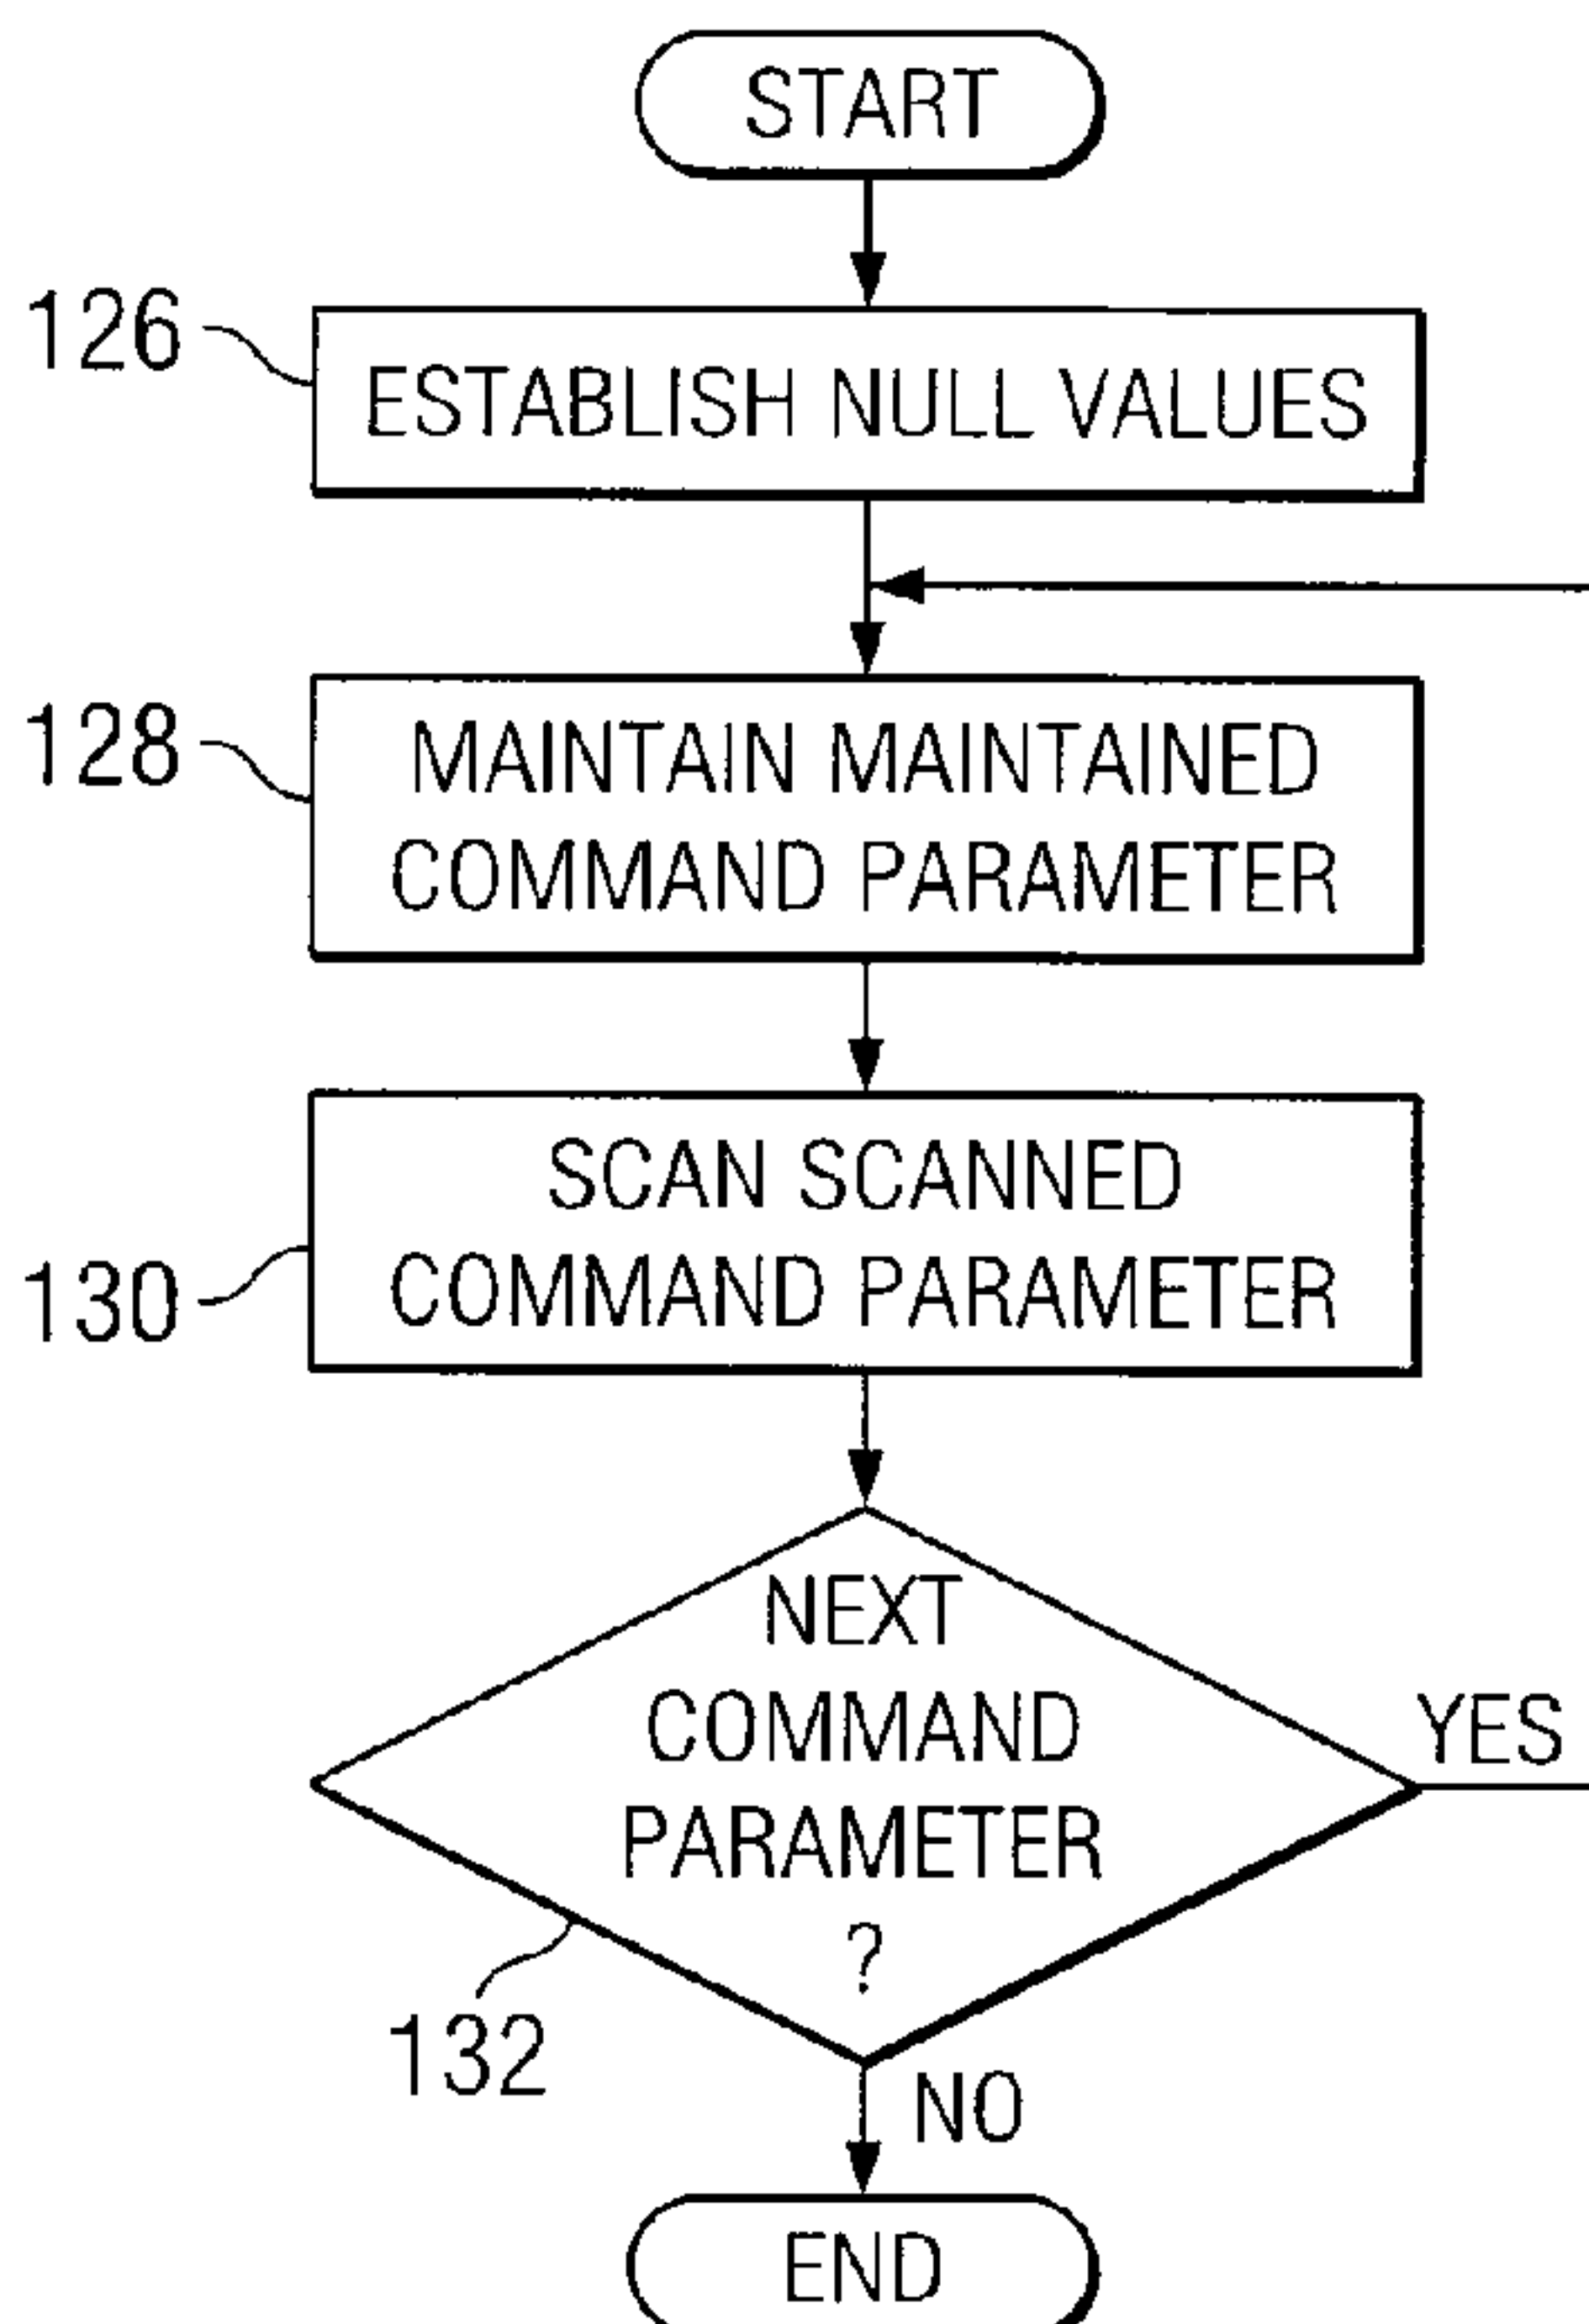 START
126
ESTABLISH NULL VALUES
128
MAINTAIN MAINTAINED
COMMAND PARAMETER
SCAN SCANNED
COMMAND PARAMETER
130
NEXT
COMMAND
PARAMETER
?
YES
132
NO
END